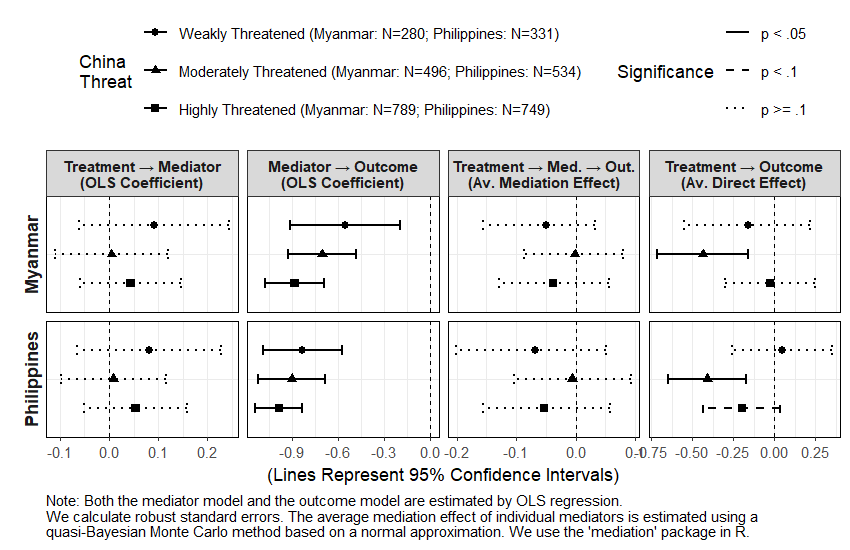 Weakly Threatened (Myanmar: N=280; Philippines: N=331)
p < .05
China
Threat
Moderately Threatened (Myanmar: N=496; Philippines: N=534)
Significance
p < .1
Highly Threatened (Myanmar: N=789; Philippines: N=749)
p >= .1
Treatment → Mediator
(OLS Coefficient)
Mediator → Outcome
(OLS Coefficient)
Treatment → Med. → Out.
(Av. Mediation Effect)
Treatment → Outcome
(Av. Direct Effect)
Myanmar
Philippines
-0.1 0.0 0.1 0.2
-0.9 -0.6 -0.3 0.0
-0.2 -0.1 0.0 0.1
-0.75 -0.50 -0.25 0.00 0.25
(Lines Represent 95% Confidence Intervals)
Note: Both the mediator model and the outcome model are estimated by OLS regression.
We calculate robust standard errors. The average mediation effect of individual mediators is estimated using a
quasi-Bayesian Monte Carlo method based on a normal approximation. We use the 'mediation' package in R.